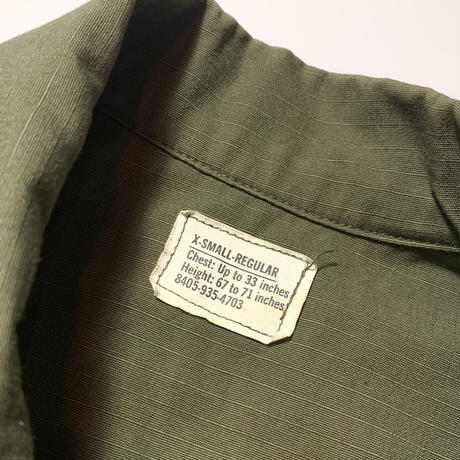 X-SMALL-REGULAR
Chest: Up to 33 inches
Height: 67 to 71 inches
8405-935-4703